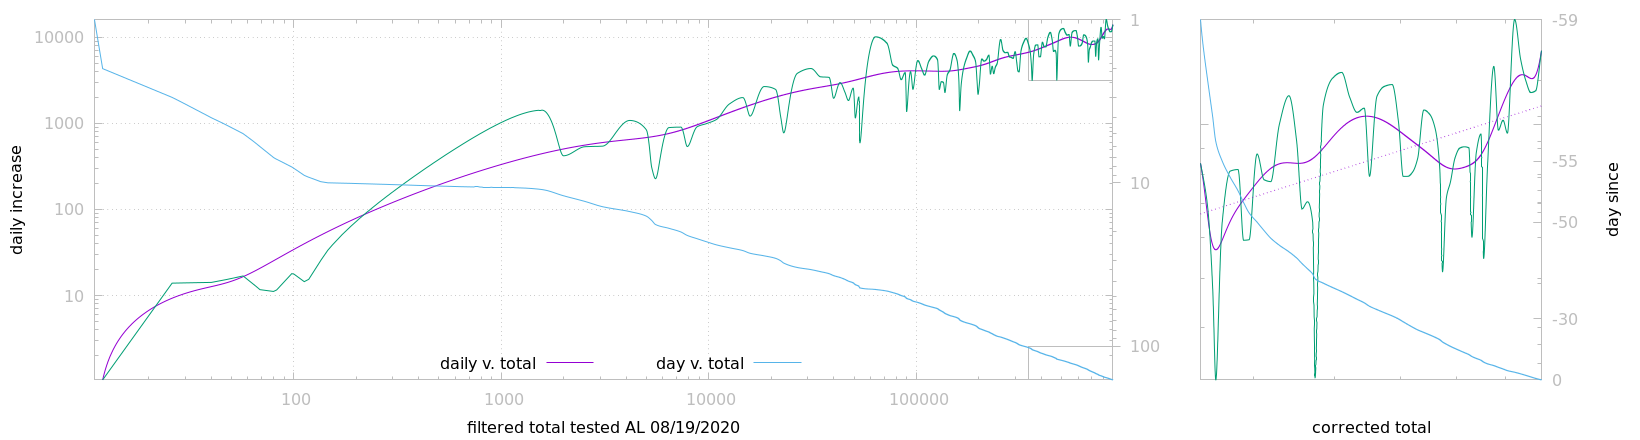 10000
1000
100
10
daily increase
100
1000
10000
100000
filtered total tested AL 08/19/2020
daily v. total
day v. total
1
10
100
-59
-55
-50
-30
0
day since
corrected total